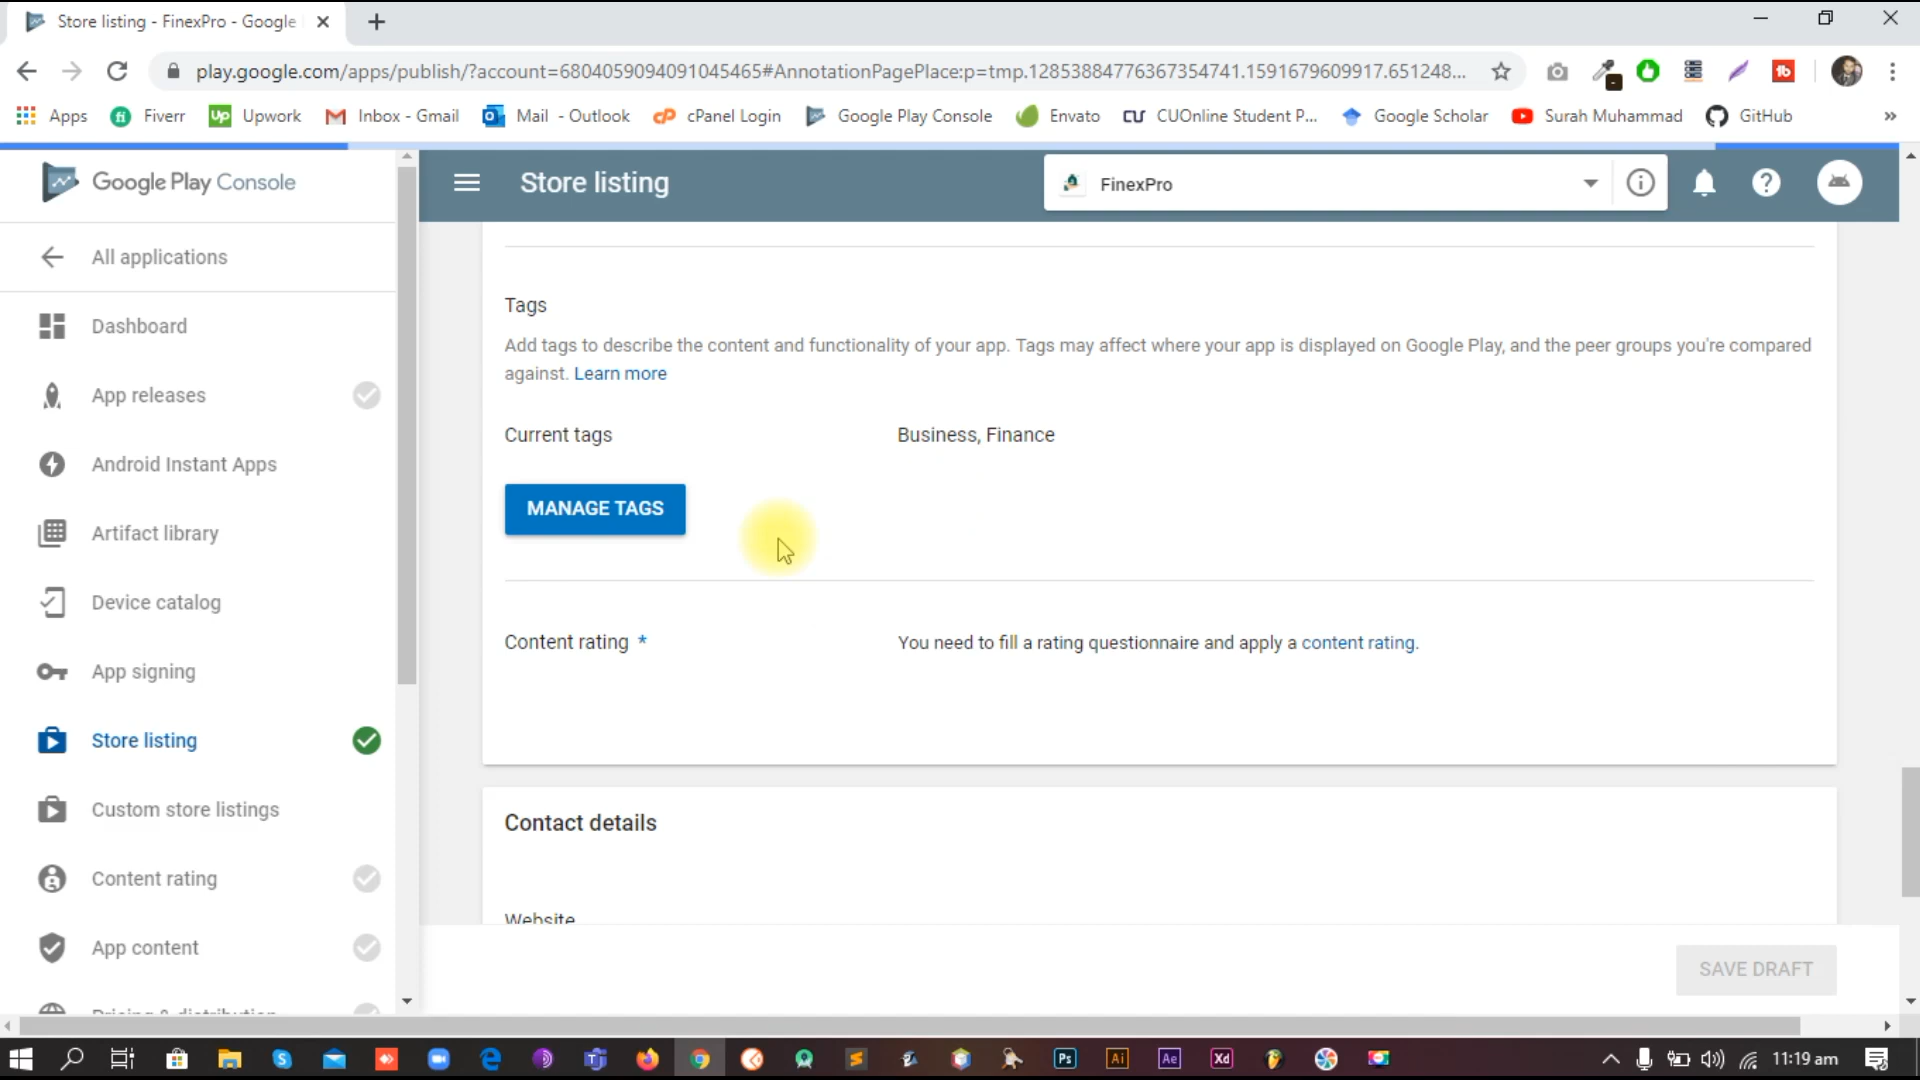 Store listing - FinexPro - Google
play.google.com/apps/publish/?account=6804059094091045465#AnnotationPagePlace:p=tmp.12853884776367354741.1591679609917.651248...
Apps
Fiverr
Upwork
Inbox - Gmail
Mail - Outlook
cPanel Login
Google Play Console
Envato
CUOnline Student P...
Google Scholar
Surah Muhammad
GitHub
»
Google Play Console
Store listing
FinexPro
All applications
Dashboard
App releases
Android Instant Apps
Artifact library
Device catalog
App signing
Store listing
Custom store listings
Content rating
App content
Pricing & distribution
Tags
Add tags to describe the content and functionality of your app. Tags may affect where your app is displayed on Google Play, and the peer groups you're compared
against. Learn more
Current tags
Business, Finance
MANAGE TAGS
Content rating *
You need to fill a rating questionnaire and apply a content rating.
Contact details
Website
SAVE DRAFT
11:19 am